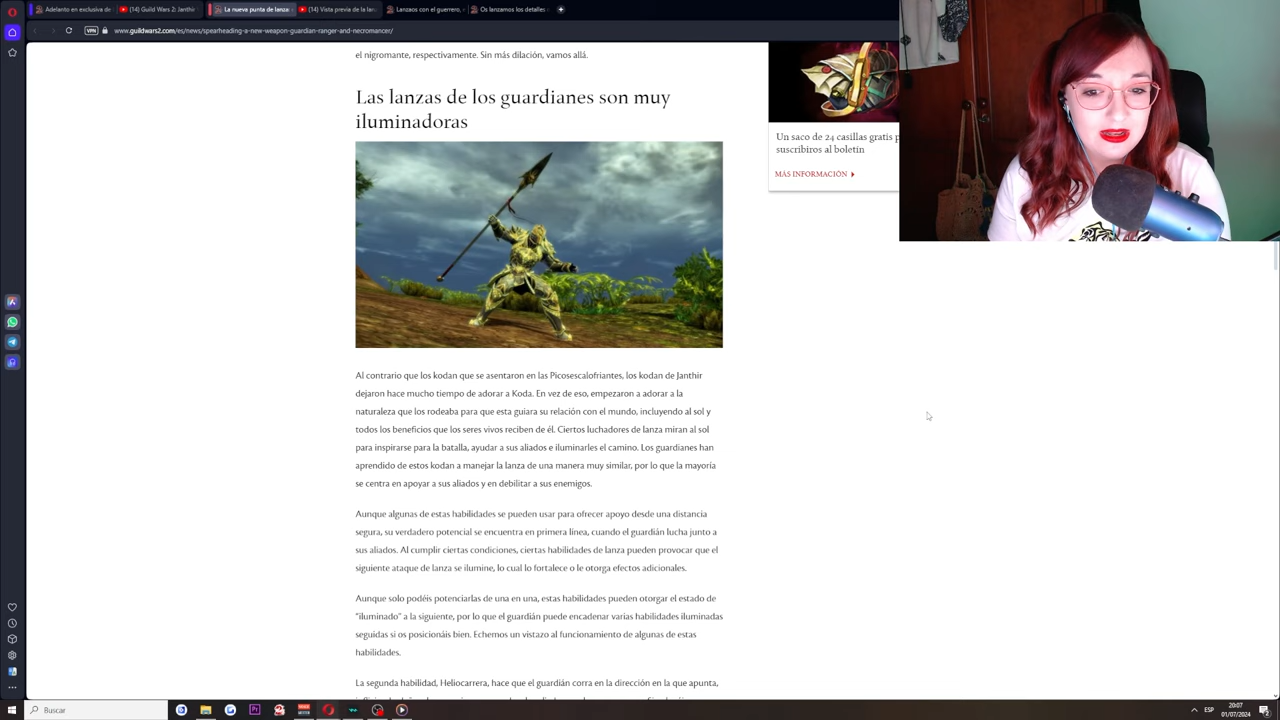 Adelanto en exclusiva de
(14) Guild Wars 2: Janthir
La nueva punta de lanza
(14) Vista previa de la lan
Lanzaos con el guerrero,
Os lanzamos los detalles
VPN
www.guildwars2.com/es/news/spearheading-a-new-weapon-guardian-ranger-and-necromancer/
el nigromante, respectivamente. Sin más dilación, vamos allá.
Las lanzas de los guardianes son muy
iluminadoras
Un saco de 24 casillas gratis p
suscribiros al boletín
MÁS INFORMACIÓN
Al contrario que los kodan que se asentaron en las Picosescalofriantes, los kodan de Janthir
dejaron hace mucho tiempo de adorar a Koda. En vez de eso, empezaron a adorar a la
naturaleza que los rodeaba para que esta guiara su relación con el mundo, incluyendo al sol y
todos los beneficios que los seres vivos reciben de él. Ciertos luchadores de lanza miran al sol
para inspirarse para la batalla, ayudar a sus aliados e iluminarles el camino. Los guardianes han
aprendido de estos kodan a manejar la lanza de una manera muy similar, por lo que la mayoría
se centra en apoyar a sus aliados y en debilitar a sus enemigos.
Aunque algunas de estas habilidades se pueden usar para ofrecer apoyo desde una distancia
segura, su verdadero potencial se encuentra en primera línea, cuando el guardián lucha junto a
sus aliados. Al cumplir ciertas condiciones, ciertas habilidades de lanza pueden provocar que el
siguiente ataque de lanza se ilumine, lo cual lo fortalece o le otorga efectos adicionales.
Aunque solo podéis potenciarlas de una en una, estas habilidades pueden otorgar el estado de
"iluminado" a la siguiente, por lo que el guardián puede encadenar varias habilidades iluminadas
seguidas si os posicionáis bien. Echemos un vistazo al funcionamiento de algunas de estas
habilidades.
La segunda habilidad, Heliocarrera, hace que el guardián corra en la dirección en la que apunta,
Buscar
ESP
20:07
01/07/2024